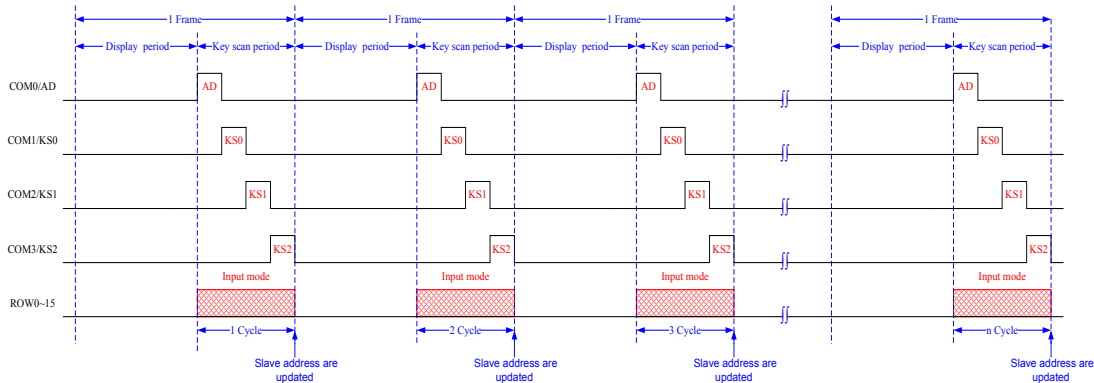 1 Frame 1 Frame 1 Frame 1 Frame
Display period Key scan period Display period Key scan period Display period Key scan period Display period Key scan period
COM0/AD AD AD AD AD
COM1/KS0 KS0 KS0 KS0 KS0
COM2/KS1 KS1 KS1 KS1 KS1
COM3/KS2 KS2 KS2 KS2 KS2
Input mode Input mode Input mode Input mode
ROW0~15
1 Cycle 2 Cycle 3 Cycle n Cycle
Slave address are Slave address are Slave address are Slave address are
updated updated updated updated